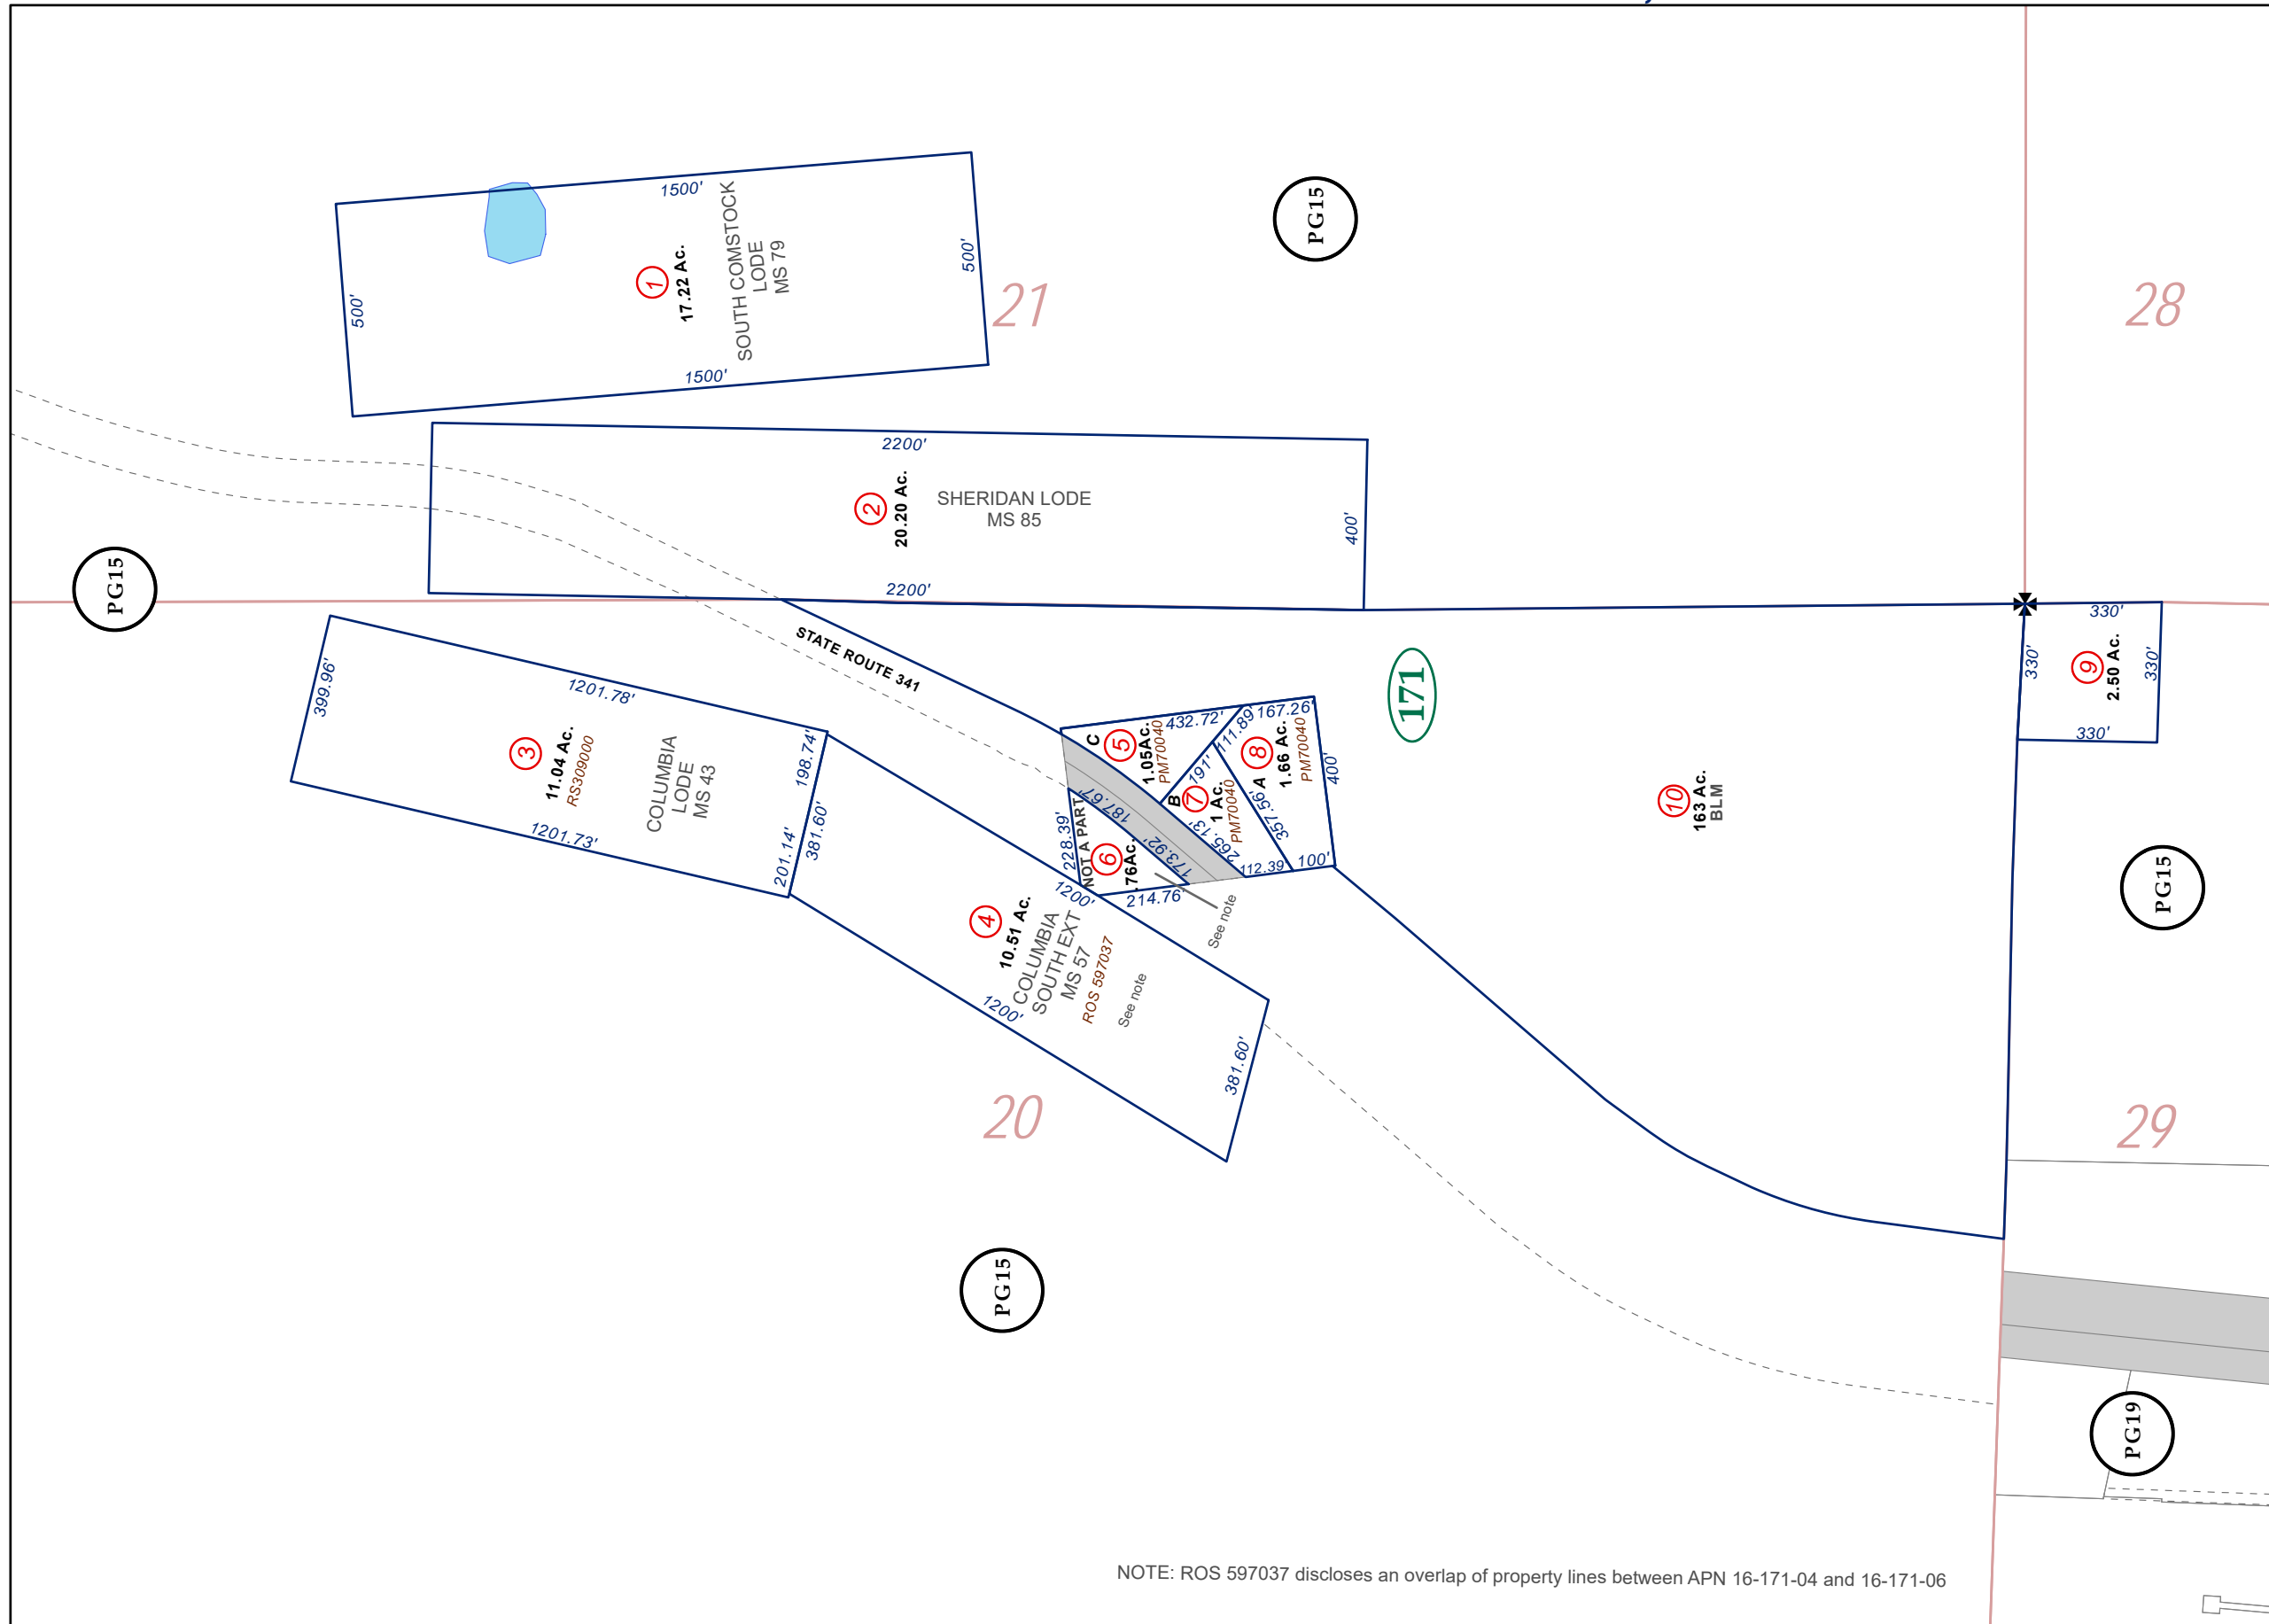 1500'
500'
500'
1
17.22 Ac.
SOUTH COMSTOCK
LODE
MS 79
1500'
PG15
21
28
2200'
2
20.20 Ac.
SHERIDAN LODE
MS 85
400'
2200'
PG15
STATE ROUTE 341
399.96'
1201.78'
3
11.04 Ac.
RS309000
COLUMBIA
LODE
MS 43
198.74'
201.14'
381.60'
1201.73'
171
330'
330'
9
2.50 Ac.
330'
330'
C
5
1.05Ac.
PM70040
432.72'
111.89'
167.26'
8
A
1.66 Ac.
PM70040
400'
B
7
1 Ac.
PM70040
191'
357.56'
265.13'
112.39'
100'
187.67'
173.92'
228.39'
NOT A PART
6
.76Ac.
214.76'
See note
10
163 Ac.
BLM
1200'
4
10.51 Ac.
COLUMBIA
SOUTH EXT
MS 57
ROS 597037
See note
1200'
381.60'
PG15
20
29
PG15
PG19
NOTE: ROS 597037 discloses an overlap of property lines between APN 16-171-04 and 16-171-06